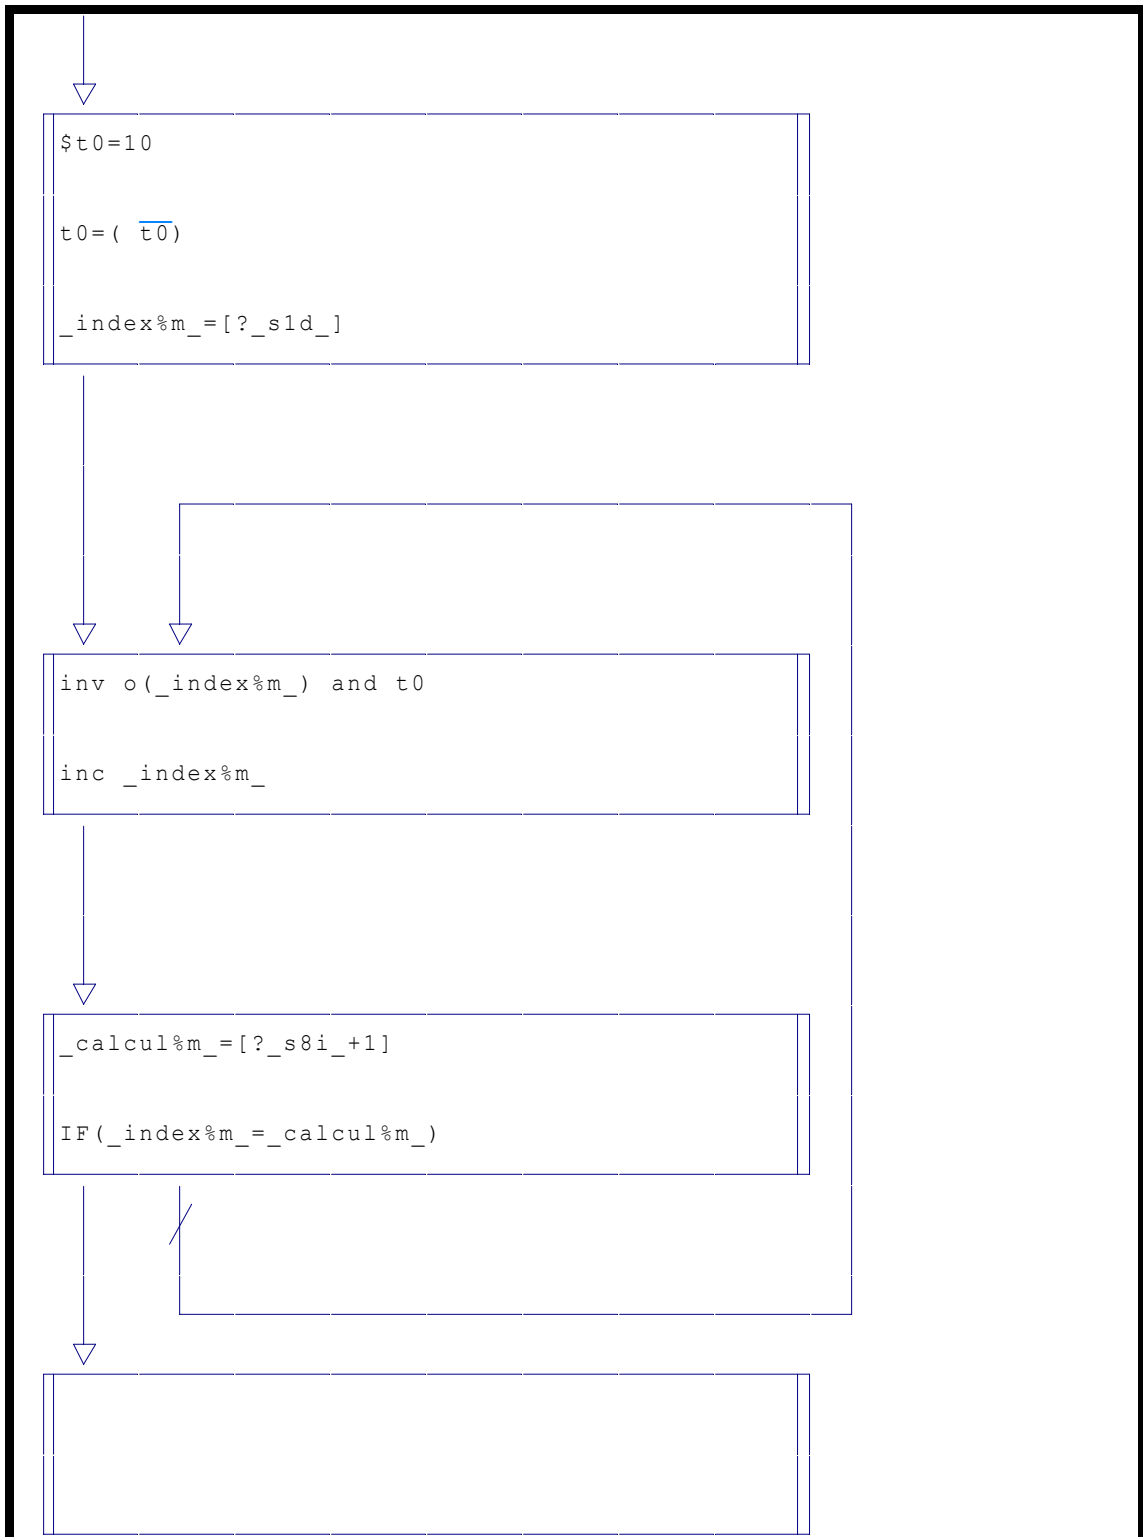 $t0=10
t0=( t0)
_index%m_=[?_s1d_]
inv o(_index%m_) and t0
inc _index%m_
_calcul%m_=[?_s8i_+1]
IF(_index%m_=_calcul%m_)